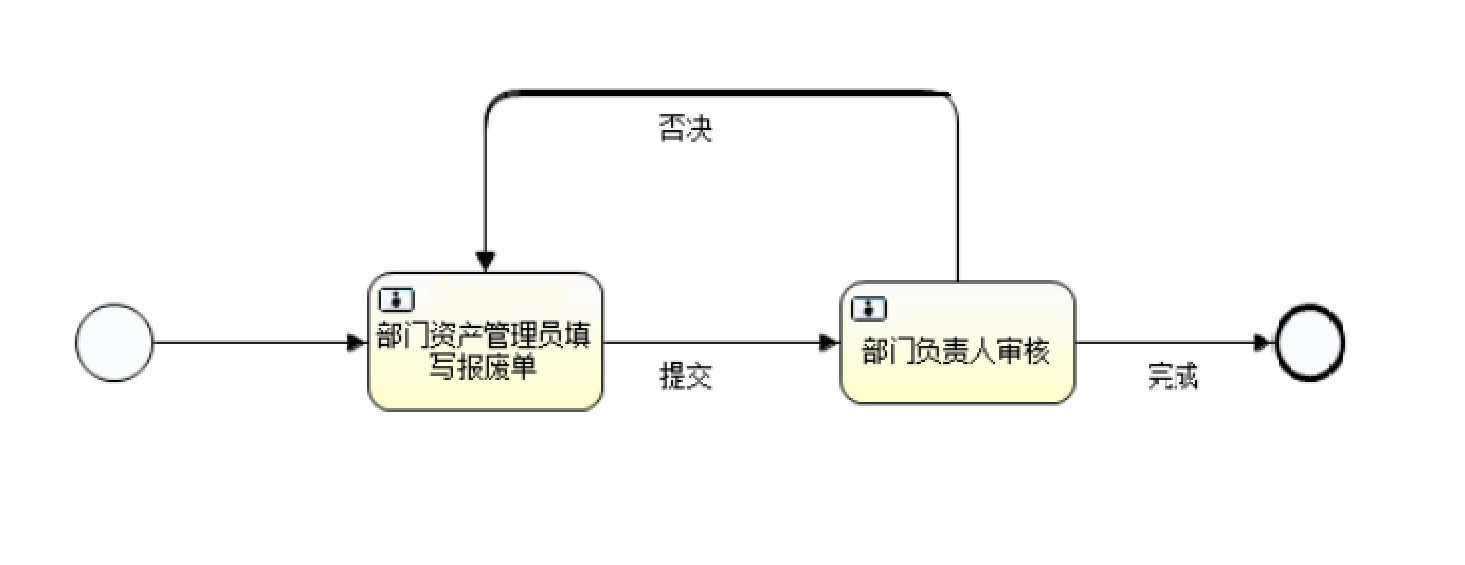 否决
部门资产管理员填
写报废单
提交
部门负责人审核
完成